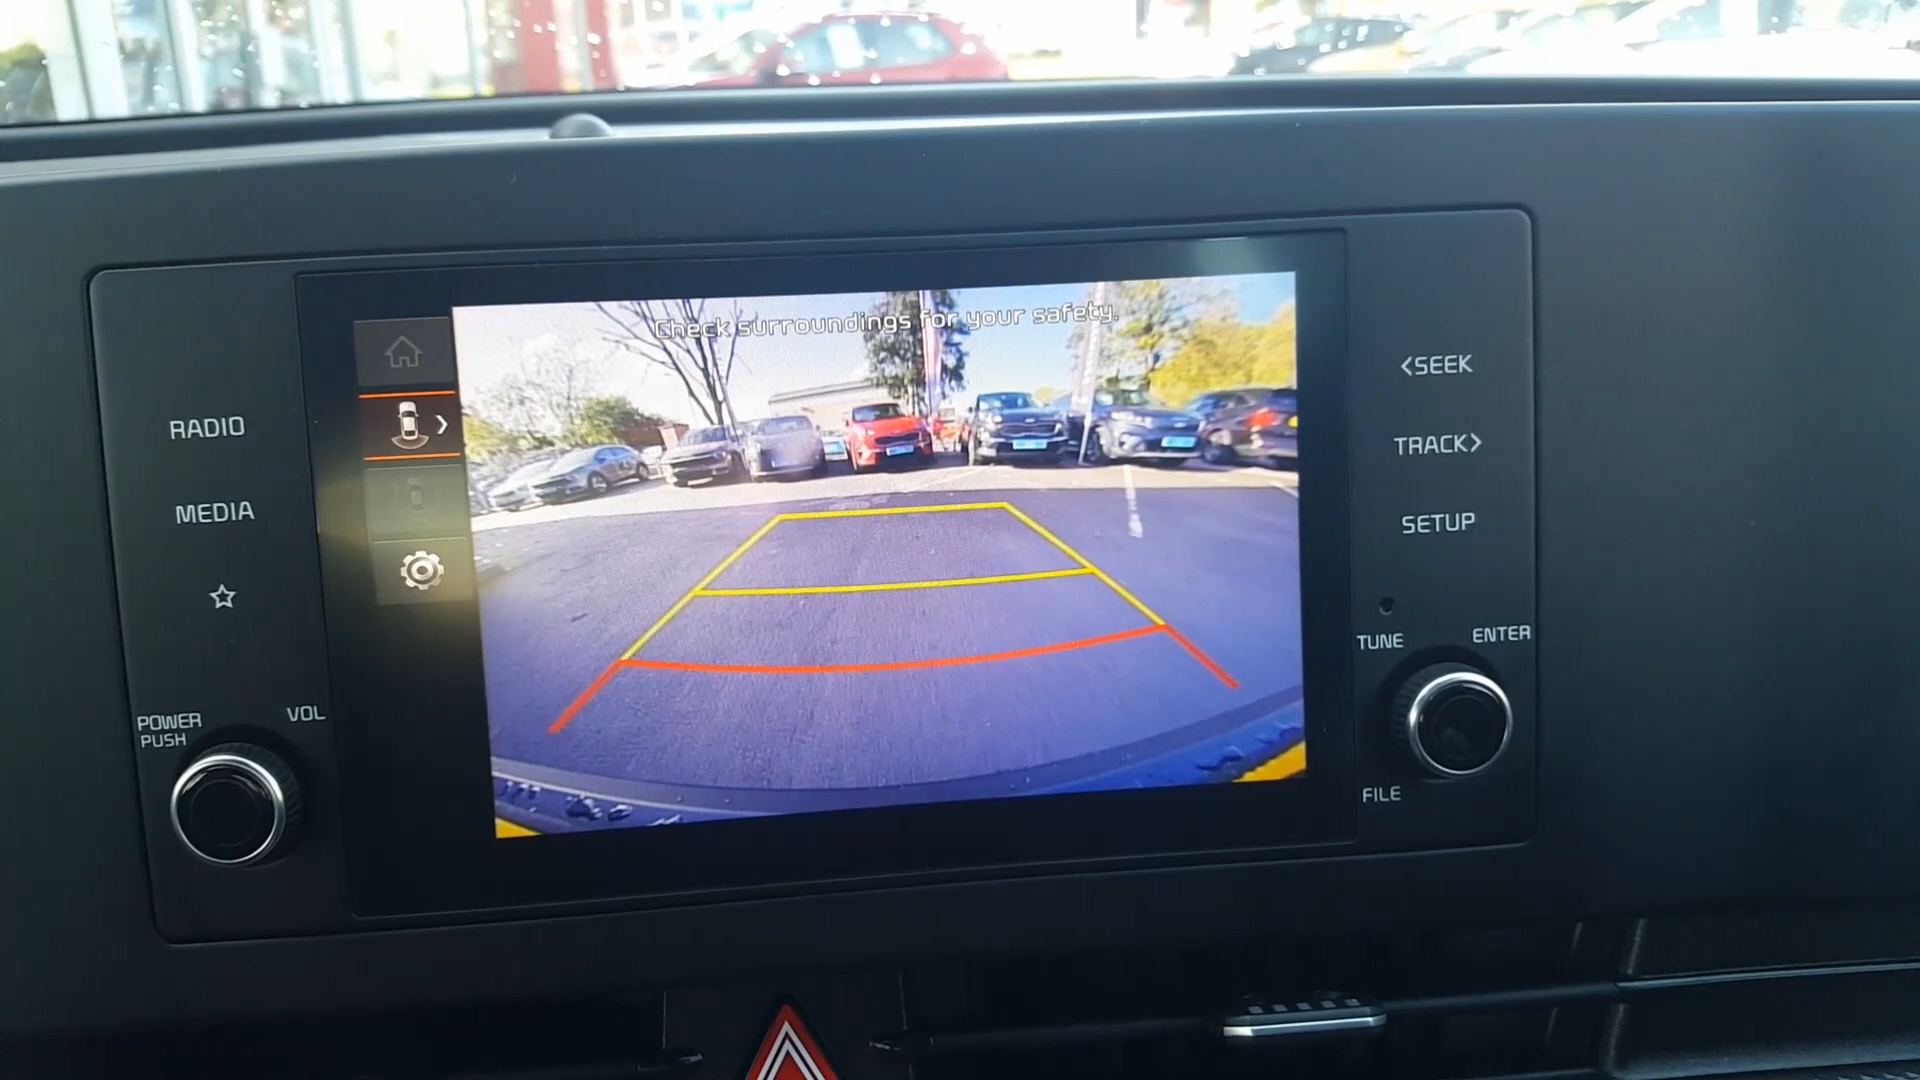 Check surroundings for your safety.
RADIO
MEDIA
POWER
PUSH
VOL
<SEEK
TRACK>
SETUP
TUNE
ENTER
FILE